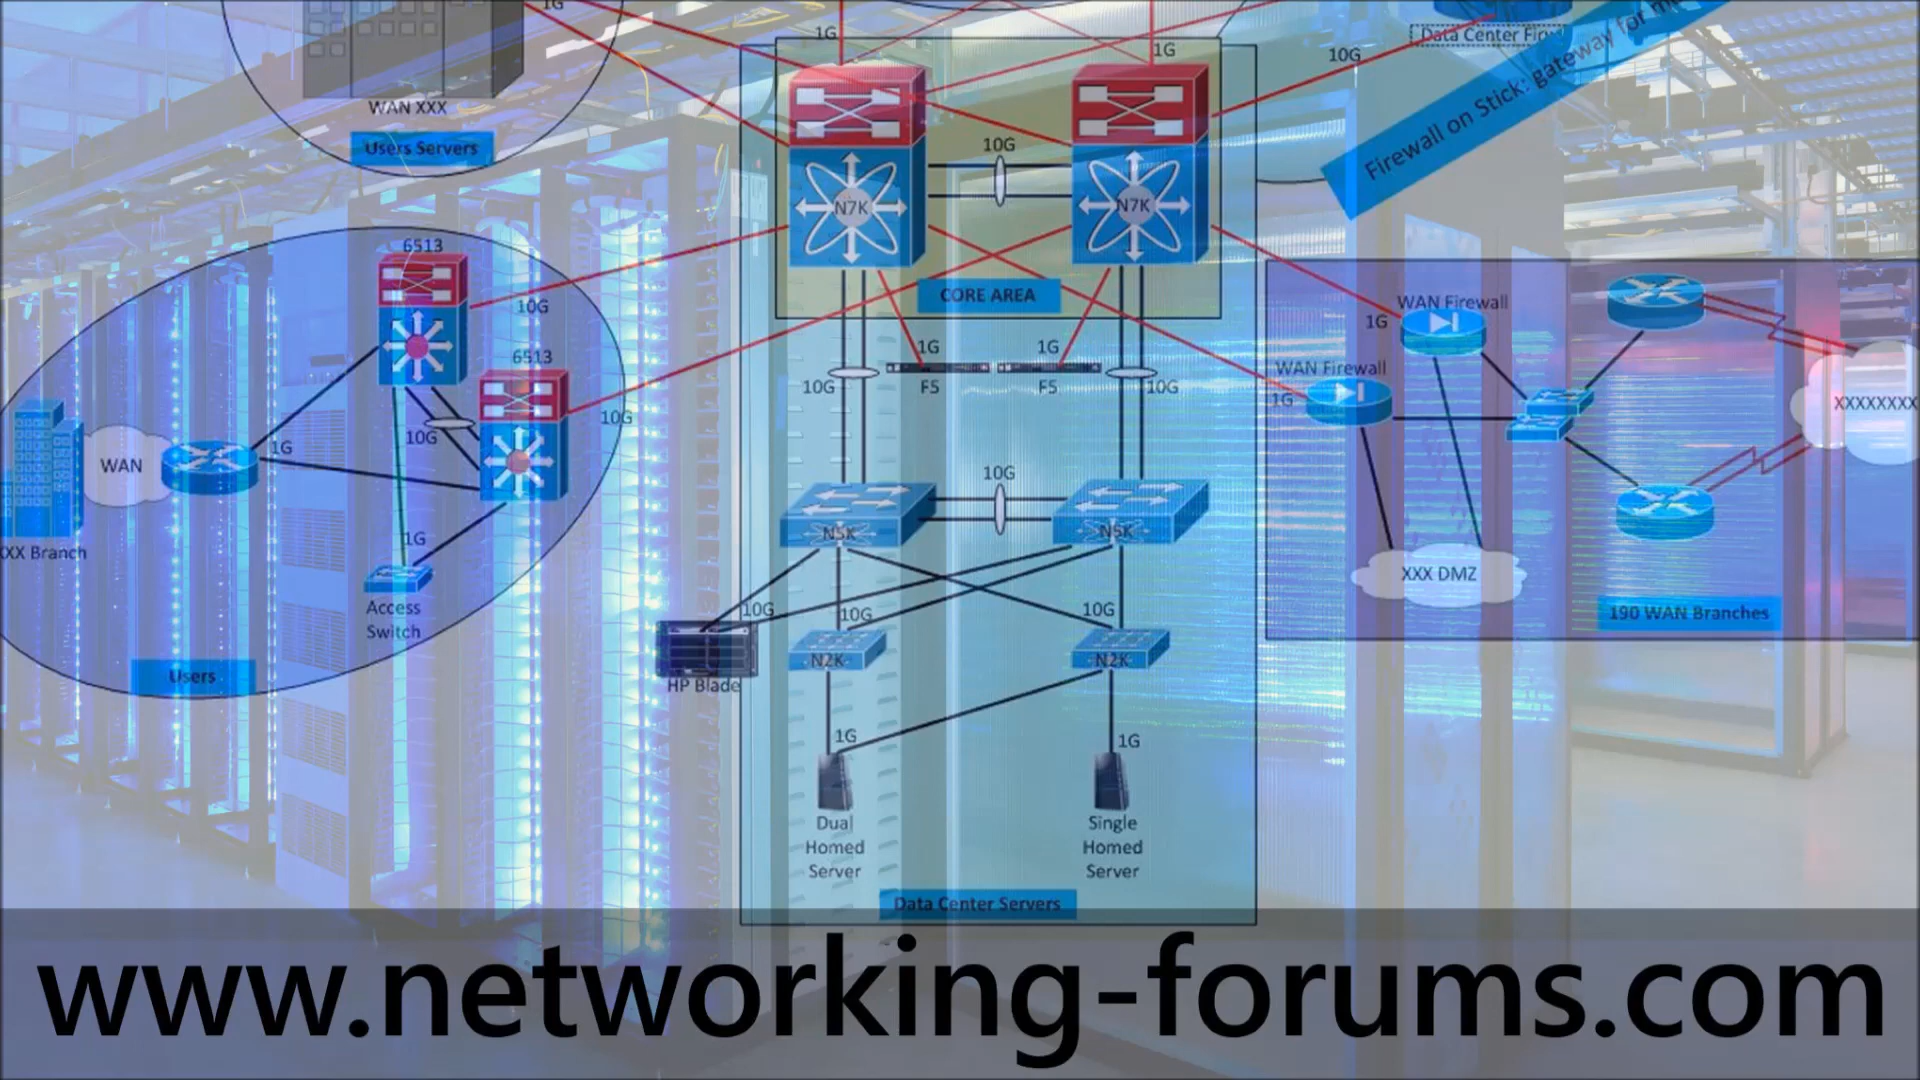 1G
WAN XXX
Users Servers
1G
1G
10G
Data Center
Firewall on Stick: gateway for
10G
N7K
N7K
CORE AREA
6513
10G
6513
10G
10G
WAN
1G
XXX Branch
1G
Access
Switch
Users
1G
1G
10G
F5
F5
10G
10G
N5K
N5K
10G
10G
10G
HP Blade
N2K
N2K
1G
1G
Dual
Homed
Server
Single
Homed
Server
Data Center Servers
WAN Firewall
1G
WAN Firewall
1G
XXXXXXXX
XXX DMZ
190 WAN Branches
www.networking-forums.com